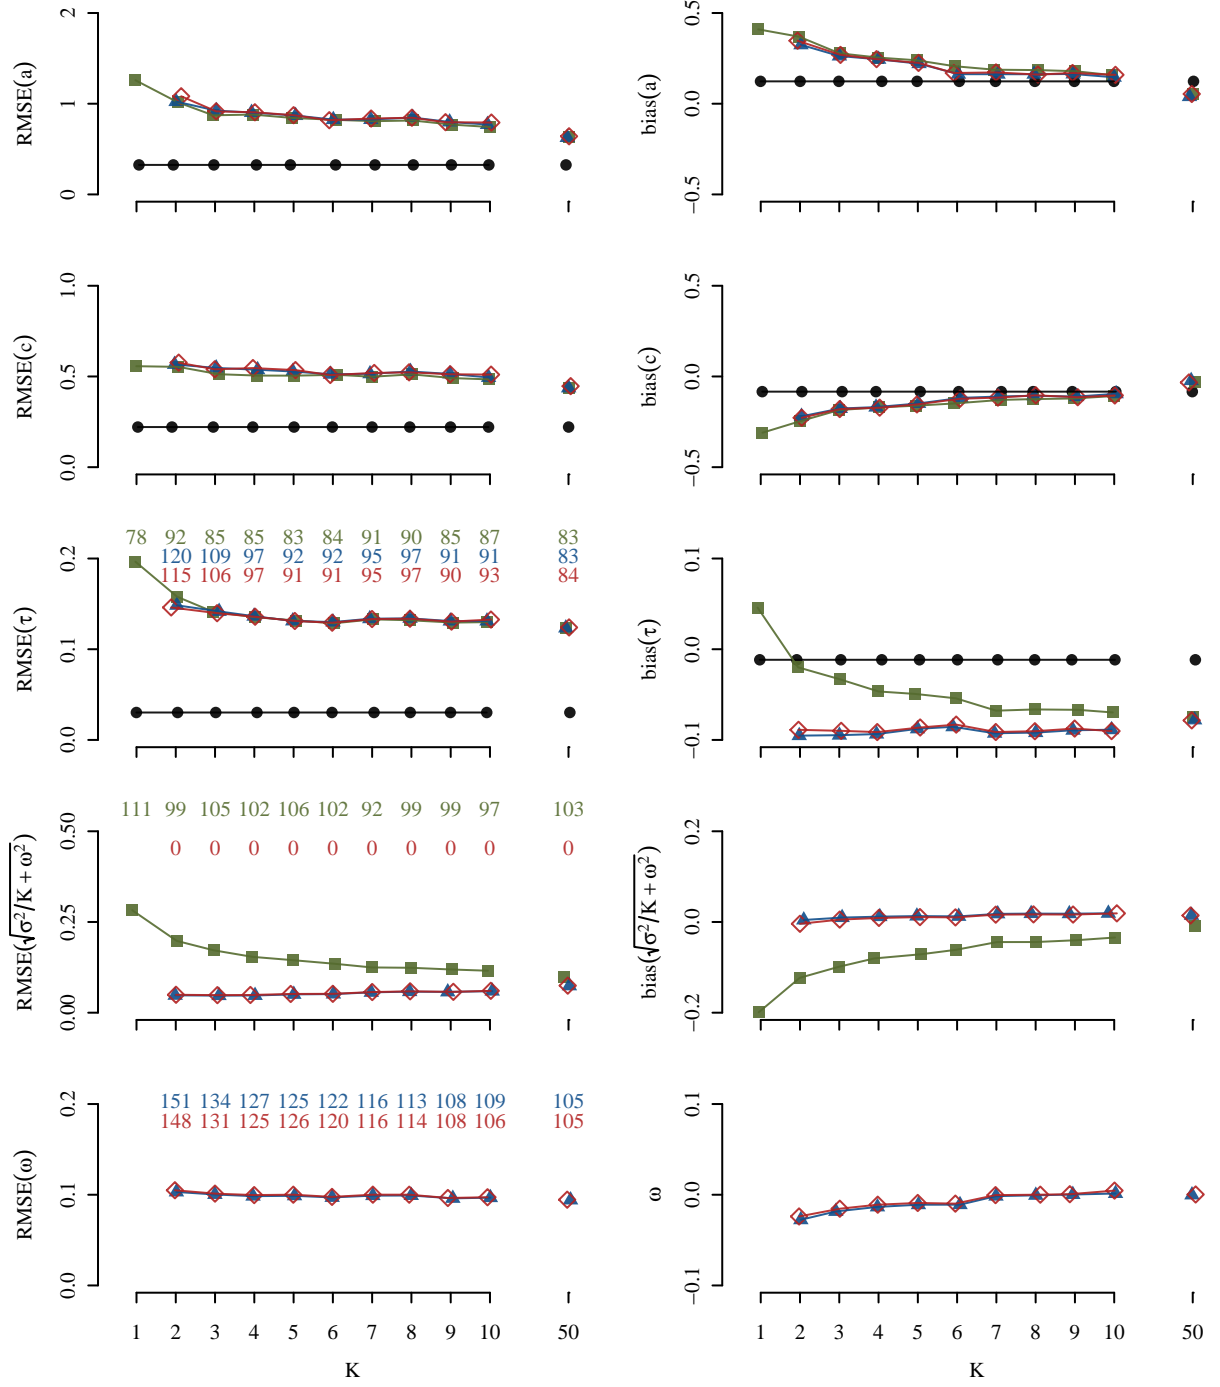 RMSE(a)
0 1 2
bias(a)
−0.5 0.0 0.5
RMSE(c)
0.0 0.5 1.0
bias(c)
−0.5 0.0 0.5
RMSE(τ)
0.0 0.1 0.2
78 92 85 85 83 84 91 90 85 87 83
120 109 97 92 92 95 97 91 91 83
115 106 97 91 91 95 97 90 93 84
bias(τ)
−0.1 0.0 0.1
RMSE(√σ²/K + ω²)
0.00 0.25 0.50
111 99 105 102 106 102 92 99 99 97 103
0 0 0 0 0 0 0 0 0 0
bias(√σ²/K + ω²)
−0.2 0.0 0.2
RMSE(ω)
0.0 0.1 0.2
151 134 127 125 122 116 113 108 109 105
148 131 125 126 120 116 114 108 106 105
1 2 3 4 5 6 7 8 9 10 50
K
ω
−0.1 0.0 0.1
1 2 3 4 5 6 7 8 9 10 50
K